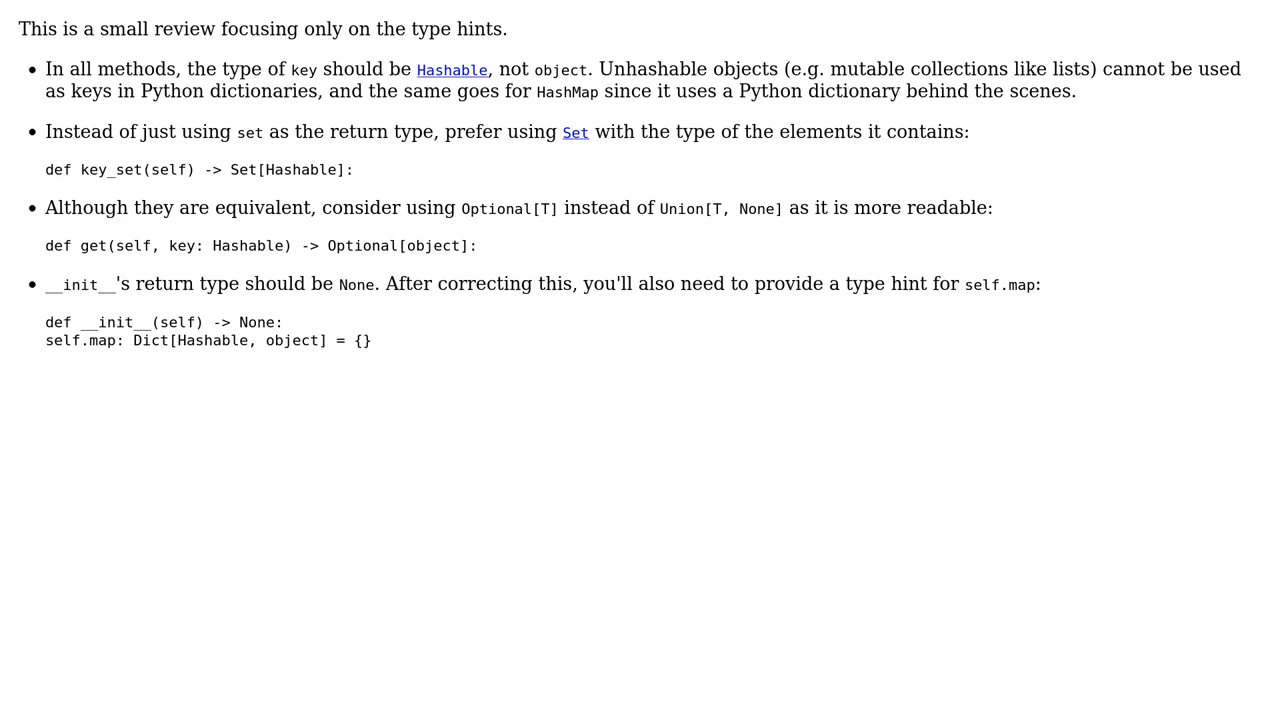 This is a small review focusing only on the type hints.
• In all methods, the type of key should be Hashable, not object. Unhashable objects (e.g. mutable collections like lists) cannot be used
as keys in Python dictionaries, and the same goes for HashMap since it uses a Python dictionary behind the scenes.
• Instead of just using set as the return type, prefer using Set with the type of the elements it contains:
def key_set(self) -> Set[Hashable]:
• Although they are equivalent, consider using Optional[T] instead of Union[T, None] as it is more readable:
def get(self, key: Hashable) -> Optional[object]:
• __init__'s return type should be None. After correcting this, you'll also need to provide a type hint for self.map:
def __init__(self) -> None:
self.map: Dict[Hashable, object] = {}